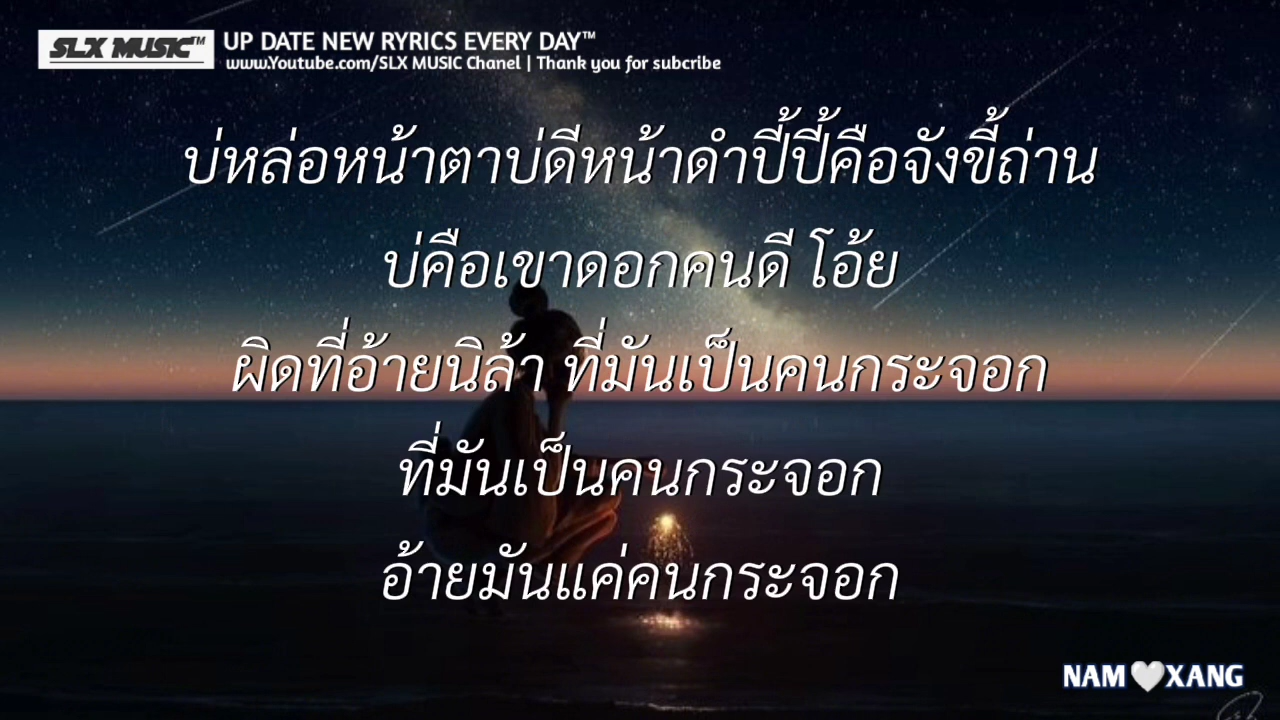 SLX MUSIC™
UP DATE NEW RYRICS EVERY DAY™
www.Youtube.com/SLX MUSIC Chanel | Thank you for subcribe
บ่หล่อหน้าตาบ่ดีหน้าดำปี้ปี้คือจังขี้ถ่าน
บ่คือเขาดอกคนดี โอ้ย
ผิดที่อ้ายนิล้า ที่มันเป็นคนกระจอก
ที่มันเป็นคนกระจอก
อ้ายมันแค่คนกระจอก
NAM🤍XANG